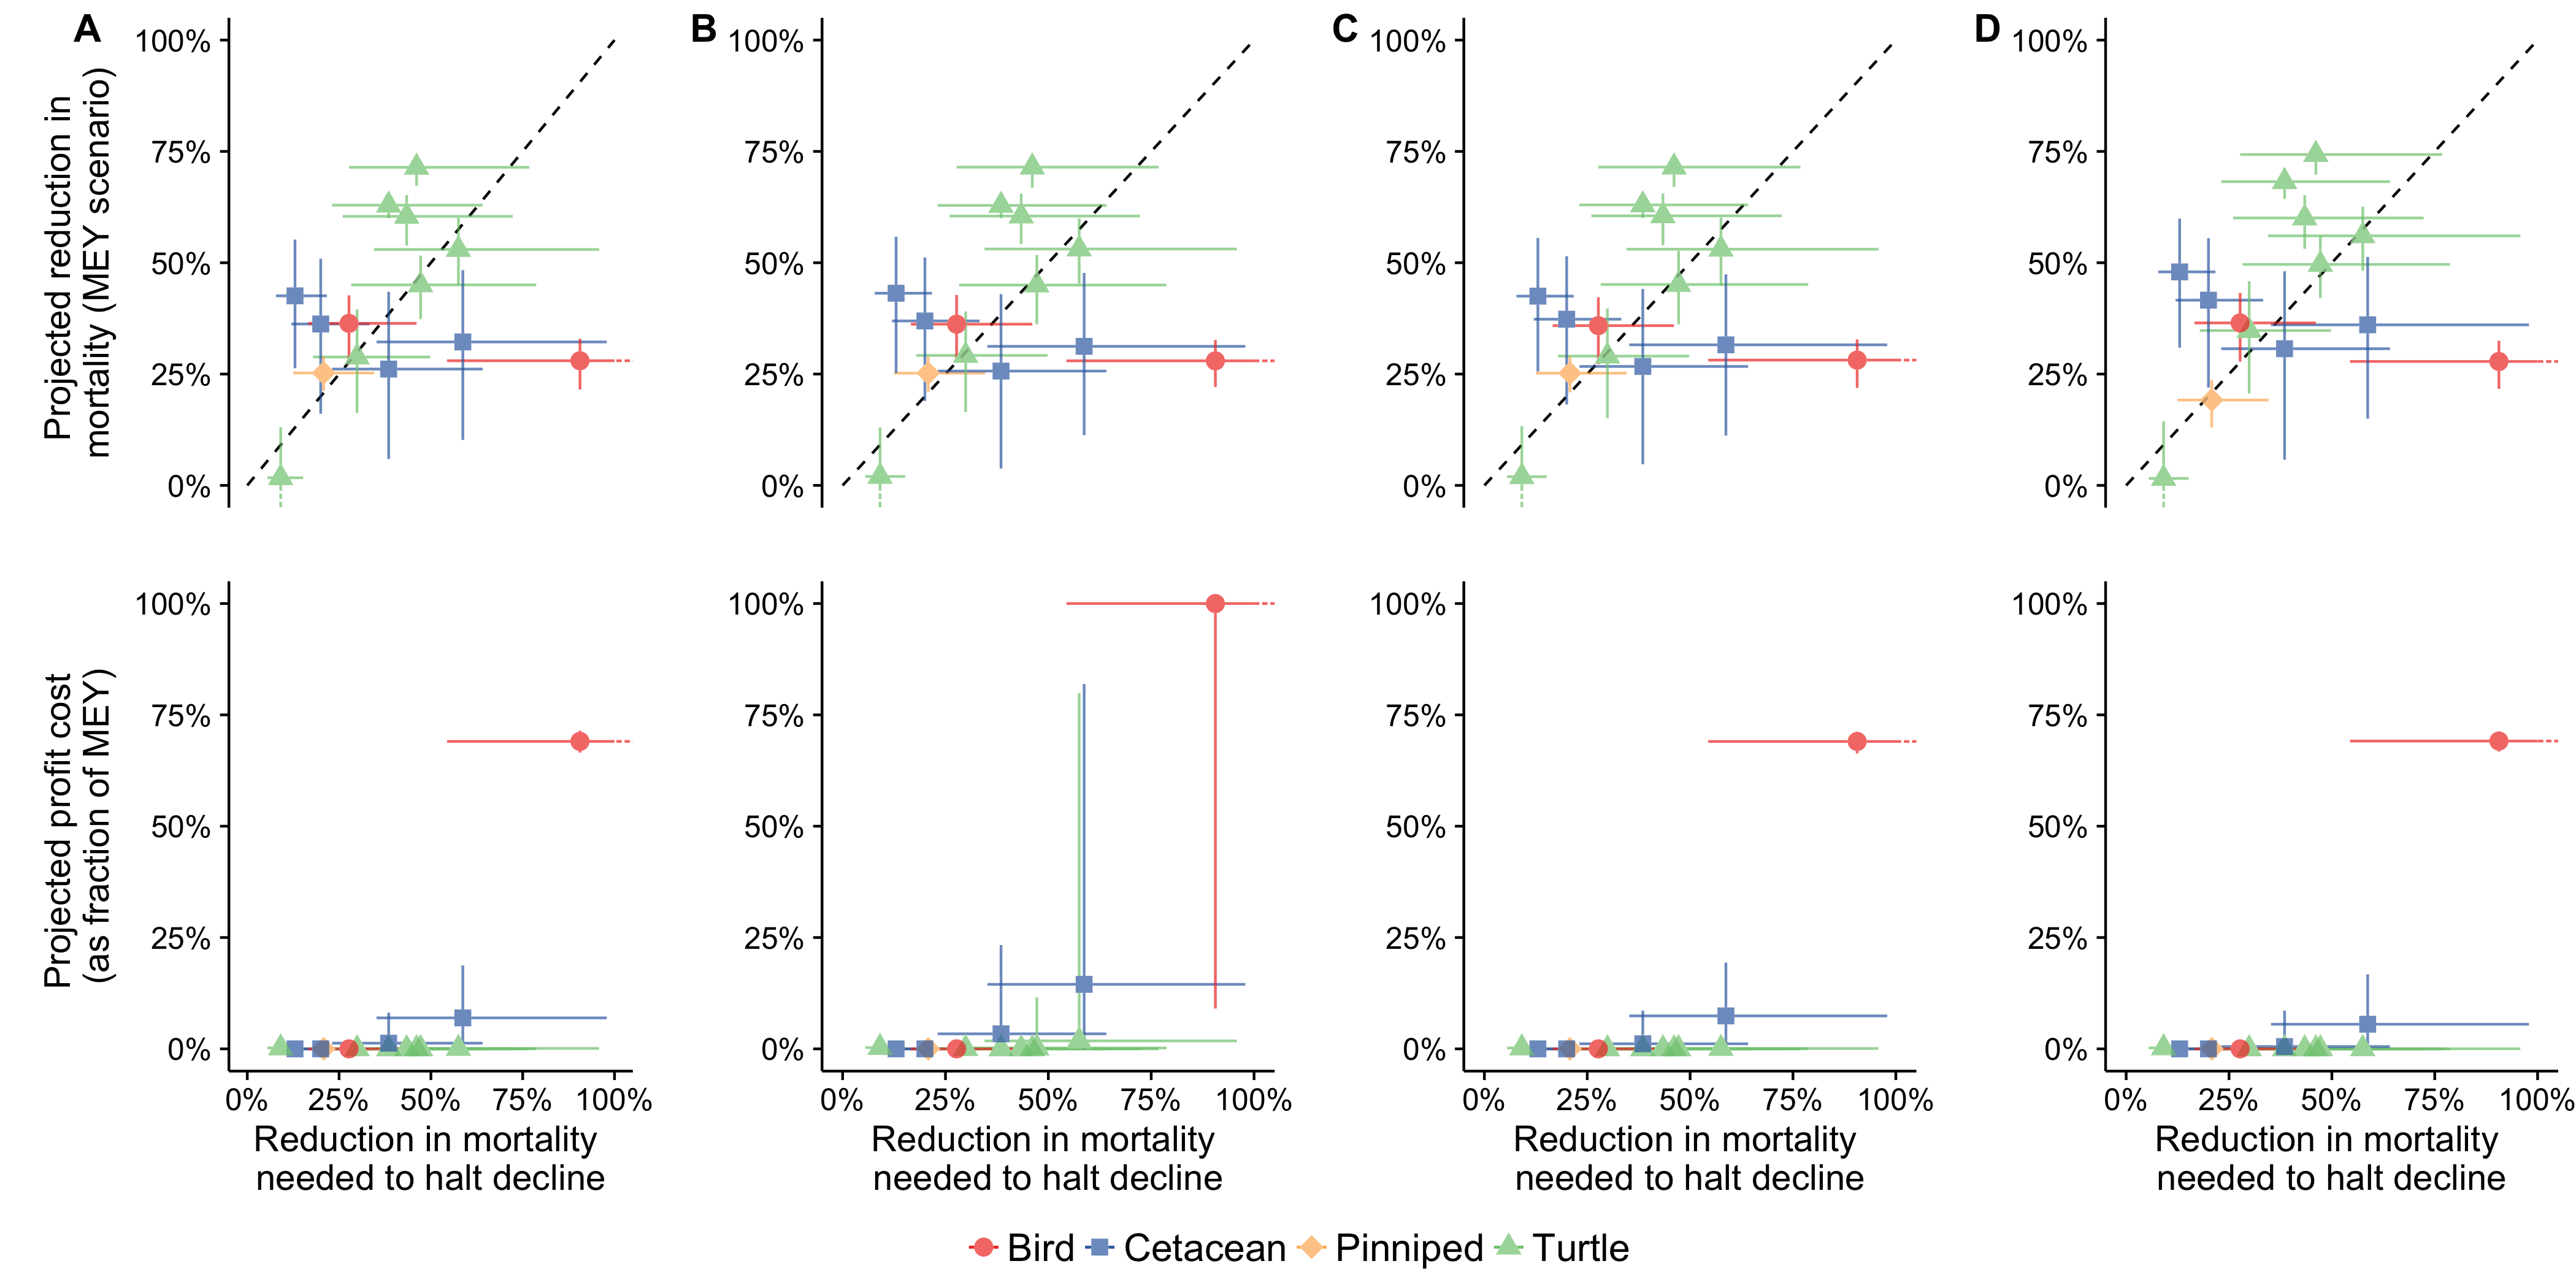 A
B
C
D
Projected reduction in
mortality (MEY scenario)
100%
75%
50%
25%
0%
100%
75%
50%
25%
0%
100%
75%
50%
25%
0%
100%
75%
50%
25%
0%
Projected profit cost
(as fraction of MEY)
100%
75%
50%
25%
0%
100%
75%
50%
25%
0%
100%
75%
50%
25%
0%
100%
75%
50%
25%
0%
0% 25% 50% 75% 100%
0% 25% 50% 75% 100%
0% 25% 50% 75% 100%
0% 25% 50% 75% 100%
Reduction in mortality
needed to halt decline
Reduction in mortality
needed to halt decline
Reduction in mortality
needed to halt decline
Reduction in mortality
needed to halt decline
Bird Cetacean Pinniped Turtle